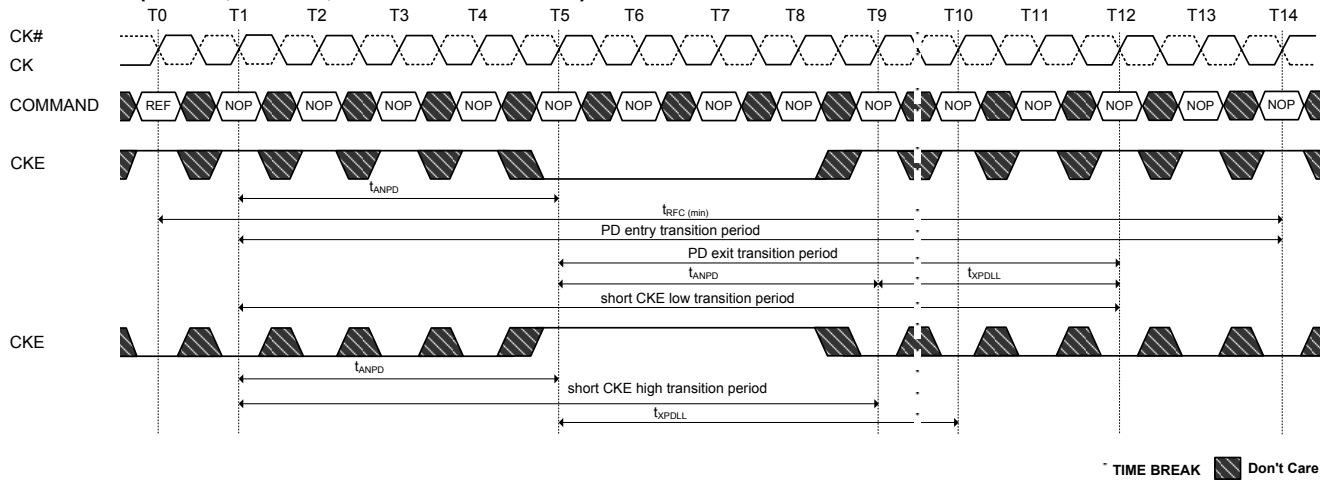 T0 T1 T2 T3 T4 T5 T6 T7 T8 T9 T10 T11 T12 T13 T14
CK#
CK
COMMAND REF NOP NOP NOP NOP NOP NOP NOP NOP NOP NOP NOP NOP NOP NOP
CKE
tANPD
tRFC (min)
PD entry transition period
PD exit transition period
tANPD tXPDLL
short CKE low transition period
CKE
tANPD
short CKE high transition period
tXPDLL
TIME BREAK Don't Care